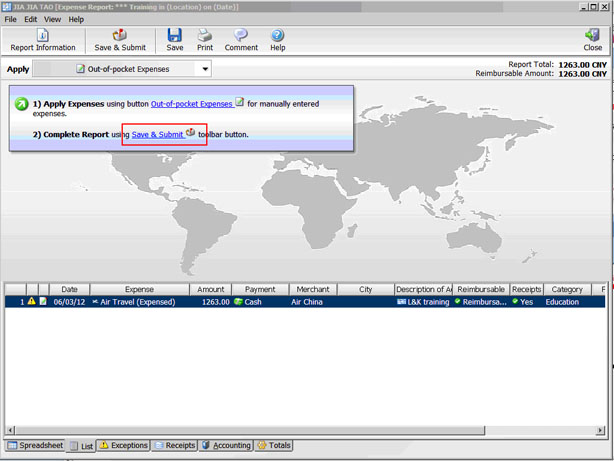 JIA JIA TAO [Expense Report: *** Training in (Location) on (Date)]
File Edit View Help
Report Information Save & Submit Save Print Comment Help Close
Apply Out-of-pocket Expenses
Report Total: 1263.00 CNY
Reimbursable Amount: 1263.00 CNY
1) Apply Expenses using button Out-of-pocket Expenses for manually entered
expenses.
2) Complete Report using Save & Submit toolbar button.
Date Expense Amount Payment Merchant City Description of A Reimbursable Receipts Category F
1 06/03/12 Air Travel (Expensed) 1263.00 Cash Air China L&K training Reimbursa... Yes Education
Spreadsheet List Exceptions Receipts Accounting Totals